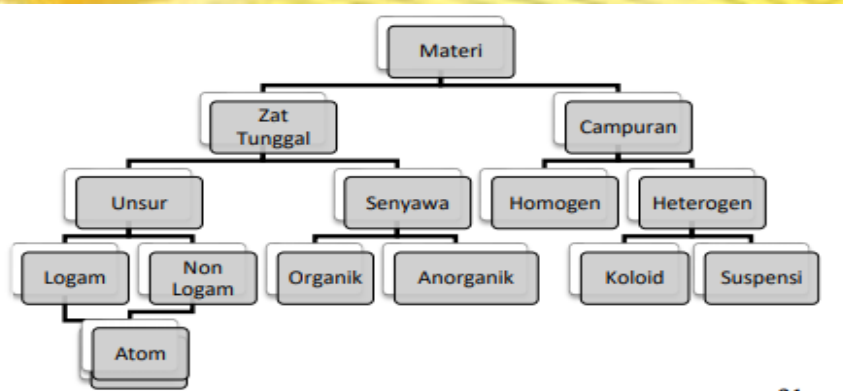 Materi
Zat
Tunggal
Campuran
Unsur
Senyawa
Homogen
Heterogen
Logam
Non
Logam
Organik
Anorganik
Koloid
Suspensi
Atom